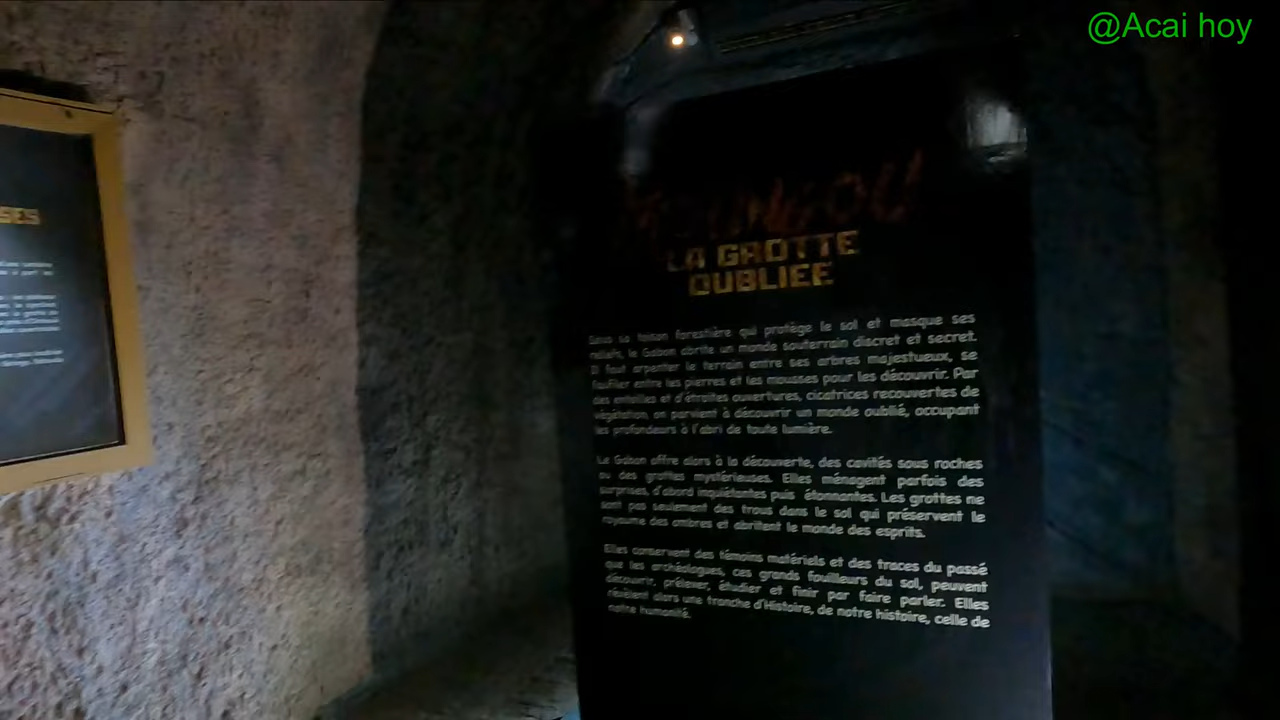 @Acai hoy
SES
LA GROTTE
OUBLIEE
Sous sa toison forestière qui protège le sol et masque ses
reliefs, le Gabon abrite un monde souterrain discret et secret.
Il faut arpenter le terrain entre ses arbres majestueux, se
faufiler entre les pierres et les mousses pour les découvrir. Par
des entailles et d'étroites ouvertures, cicatrices recouvertes de
végétation, on parvient à découvrir un monde oublié, occupant
les profondeurs à l'abri de toute lumière.
Le Gabon offre alors à la découverte, des cavités sous roches
ou des grottes mystérieuses. Elles ménagent parfois des
surprises, d'abord inquiétantes puis étonnantes. Les grottes ne
sont pas seulement des trous dans le sol qui préservent le
royaume des ombres et abritent le monde des esprits.
Elles conservent des témoins matériels et des traces du passé
que les archéologues, ces grands fouilleurs du sol, peuvent
découvrir, prélever, étudier et finir par faire parler. Elles
révèlent alors une tranche d'Histoire, de notre histoire, celle de
notre humanité.